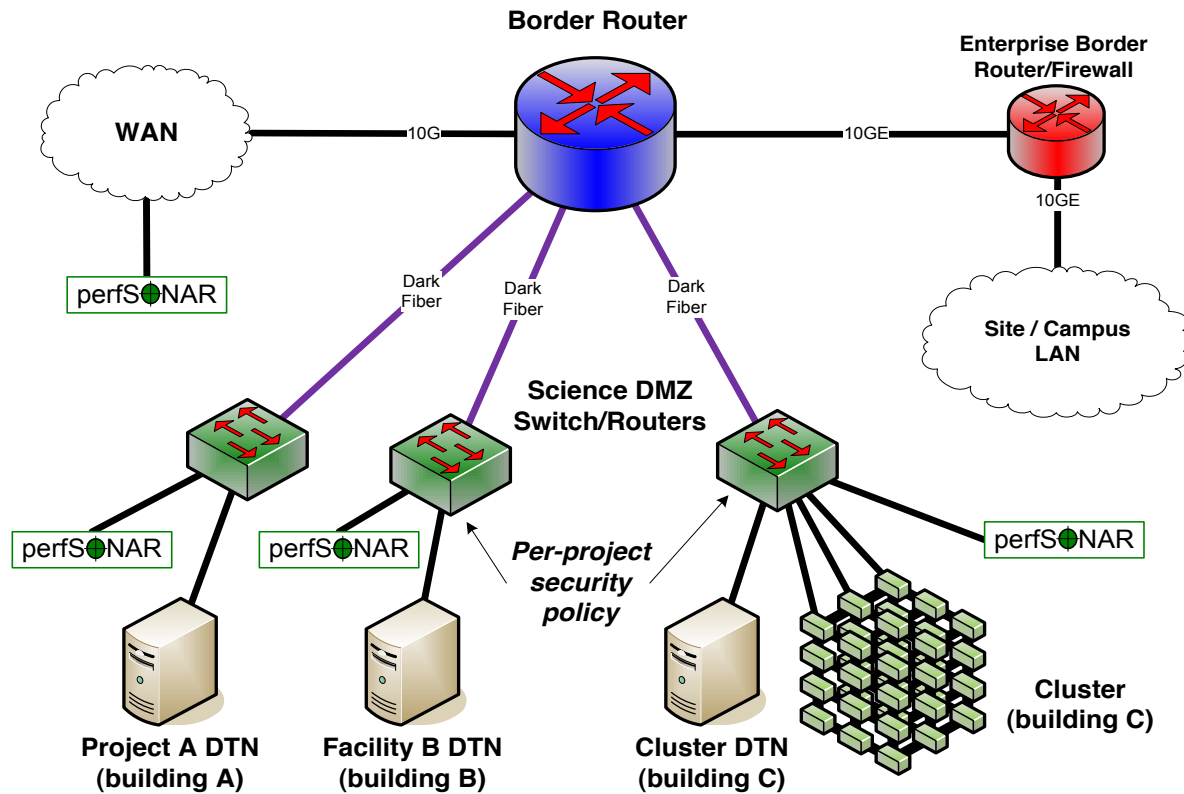 Border Router
Enterprise Border
Router/Firewall
WAN
10G
10GE
10GE
perfSONAR
Dark
Fiber
Dark
Fiber
Dark
Fiber
Site / Campus
LAN
Science DMZ
Switch/Routers
perfSONAR
perfSONAR
perfSONAR
Per-project
security
policy
Project A DTN
(building A)
Facility B DTN
(building B)
Cluster DTN
(building C)
Cluster
(building C)